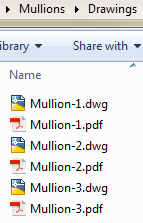 Mullions Drawings
ibrary Share with
Name
Mullion-1.dwg
Mullion-1.pdf
Mullion-2.dwg
Mullion-2.pdf
Mullion-3.dwg
Mullion-3.pdf